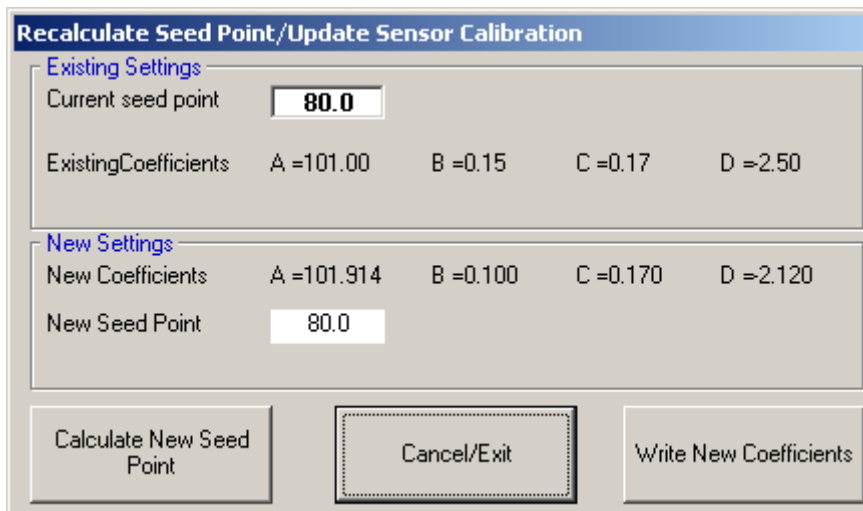 Recalculate Seed Point/Update Sensor Calibration
Existing Settings
Current seed point 80.0
ExistingCoefficients A =101.00 B =0.15 C =0.17 D =-2.50
New Settings
New Coefficients A =101.914 B =0.100 C =0.170 D =-2.120
New Seed Point 80.0
Calculate New Seed
Point
Cancel/Exit
Write New Coefficients